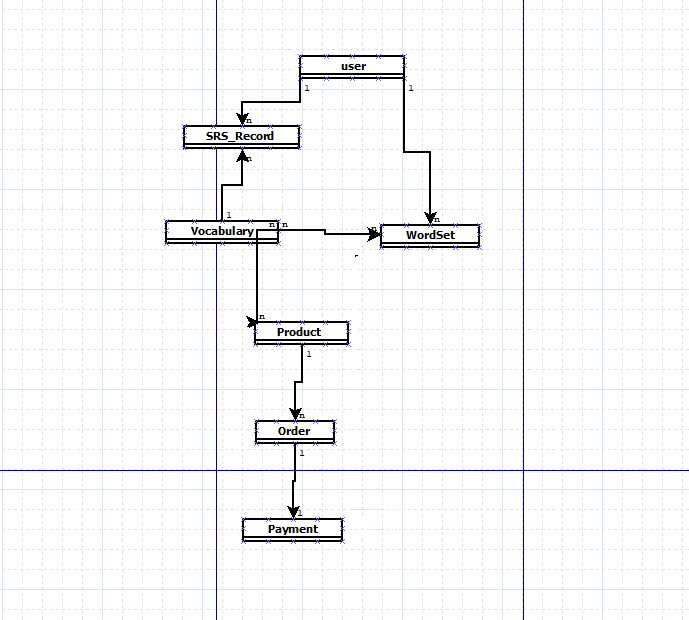 user
1
1
n
SRS_Record
n
1
n
n n
Vocabulary
n
WordSet
n
Product
1
n
Order
1
1
Payment